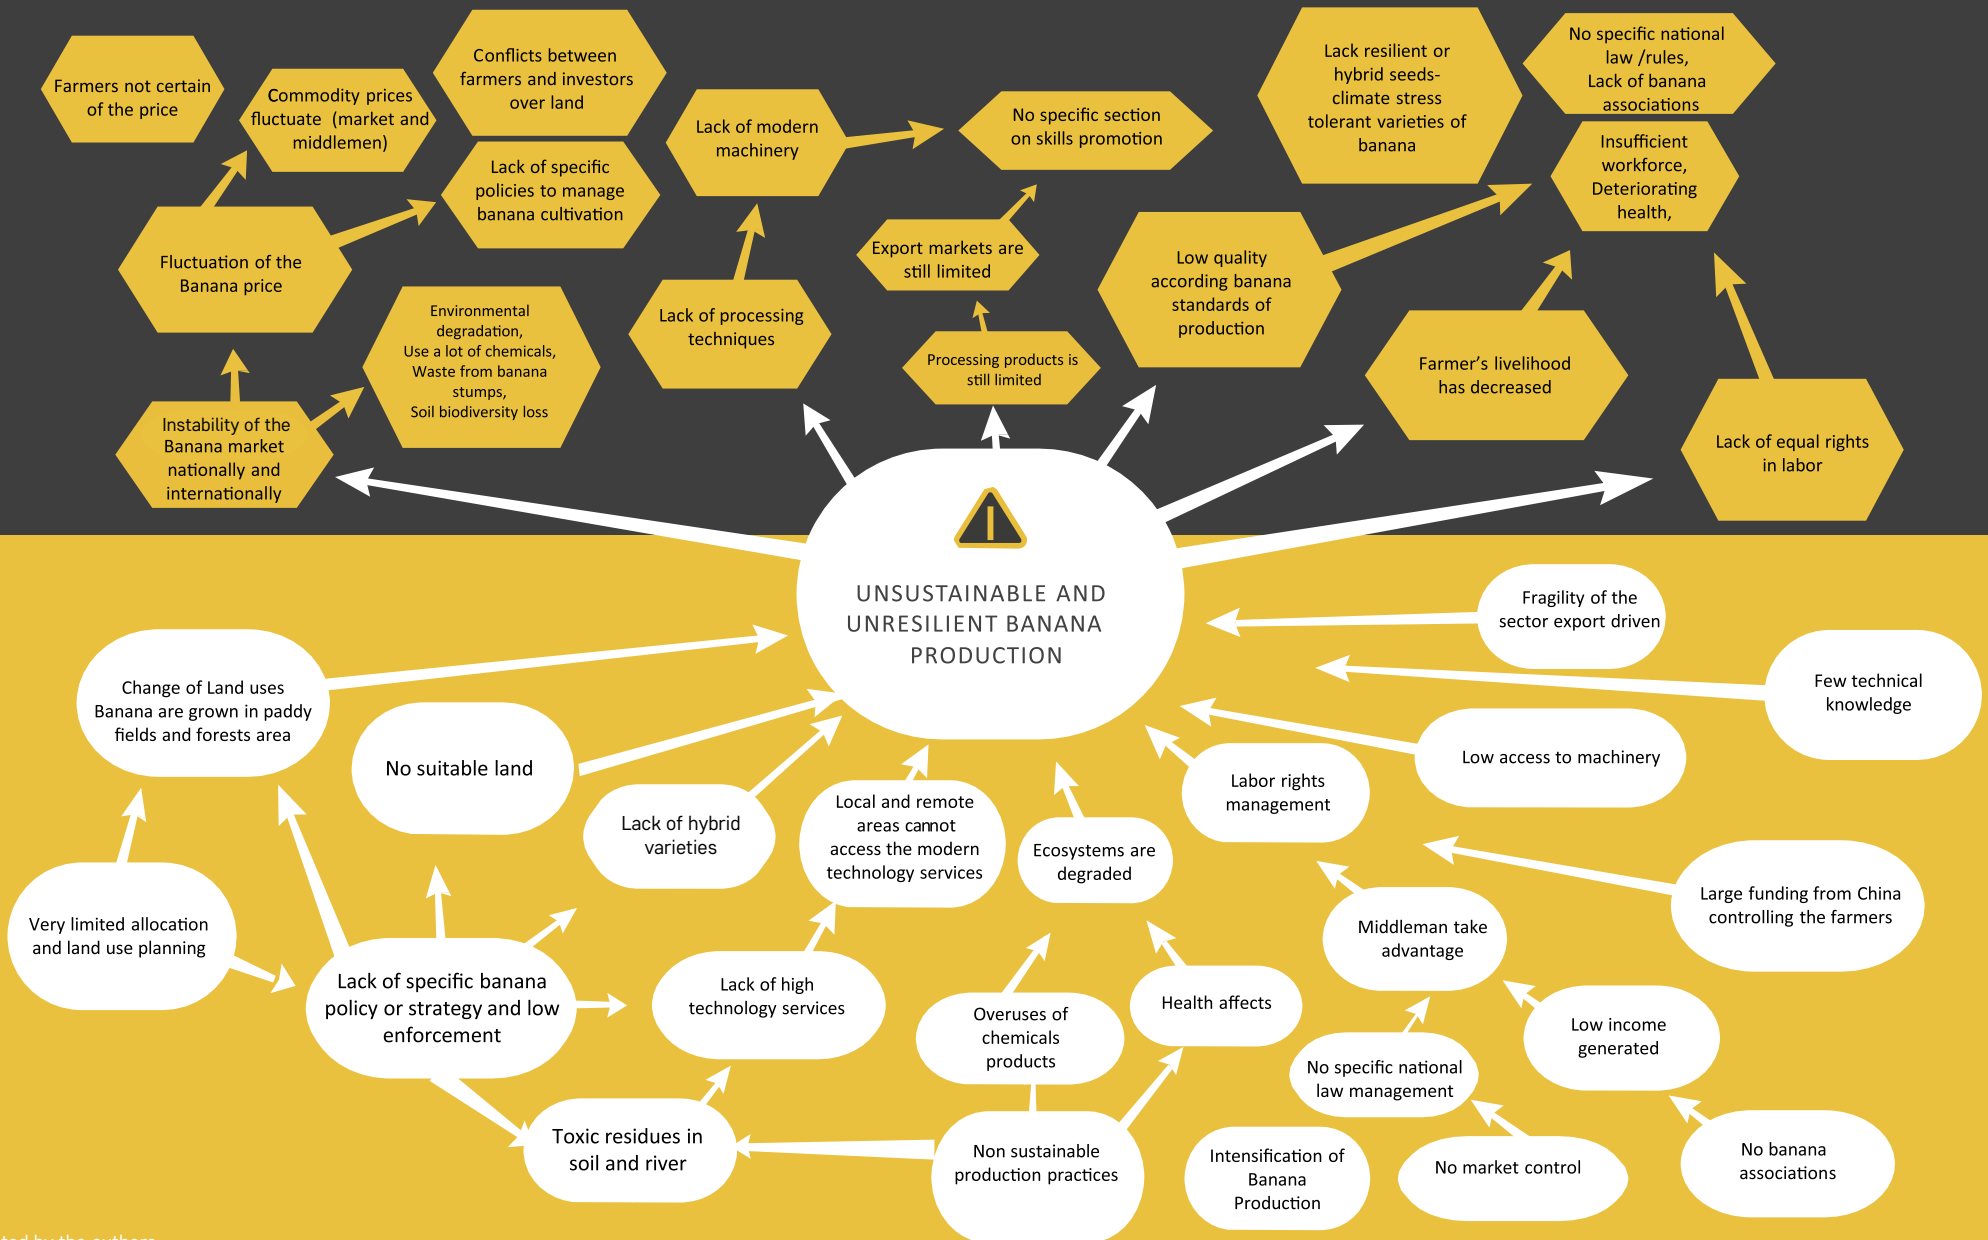 Farmers not certain
of the price
Commodity prices
fluctuate (market and
middlemen)
Conflicts between
farmers and investors
over land
Lack of specific
policies to manage
banana cultivation
Fluctuation of the
Banana price
Environmental
degradation,
Use a lot of chemicals,
Waste from banana
stumps,
Soil biodiversity loss
Instability of the
Banana market
nationally and
internationally
Lack of modern
machinery
Lack of processing
techniques
No specific section
on skills promotion
Export markets are
still limited
Processing products is
still limited
Lack resilient or
hybrid seeds-
climate stress
tolerant varieties of
banana
Low quality
according banana
standards of
production
No specific national
law /rules,
Lack of banana
associations
Insufficient
workforce,
Deteriorating
health,
Farmer’s livelihood
has decreased
Lack of equal rights
in labor
UNSUSTAINABLE AND
UNRESILIENT BANANA
PRODUCTION
Change of Land uses
Banana are grown in paddy
fields and forests area
No suitable land
Lack of hybrid
varieties
Local and remote
areas cannot
access the modern
technology services
Ecosystems are
degraded
Labor rights
management
Fragility of the
sector export driven
Few technical
knowledge
Low access to machinery
Large funding from China
controlling the farmers
Middleman take
advantage
Very limited allocation
and land use planning
Lack of specific banana
policy or strategy and low
enforcement
Lack of high
technology services
Overuses of
chemicals
products
Health affects
Low income
generated
No specific national
law management
Toxic residues in
soil and river
Non sustainable
production practices
Intensification of
Banana
Production
No market control
No banana
associations
by the authors